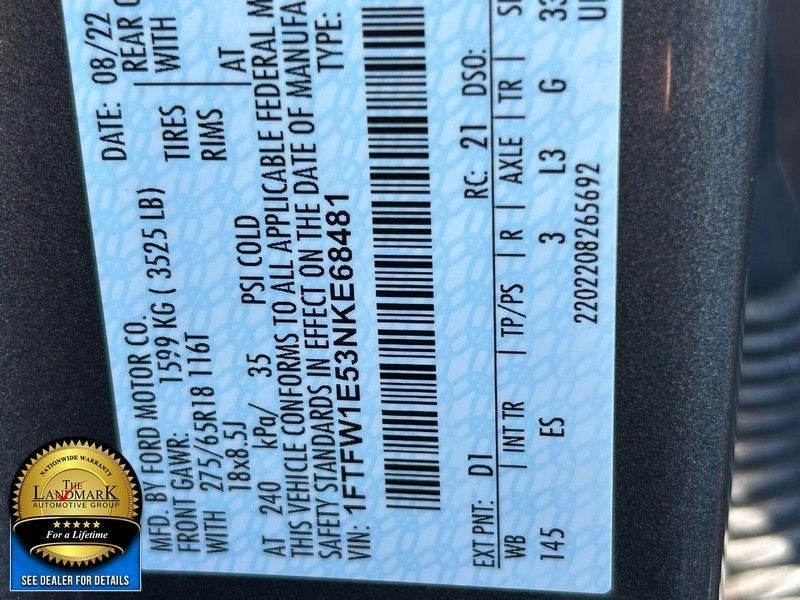 MFD. BY FORD MOTOR CO.
DATE: 08/22
FRONT GAWR: 1599 KG ( 3525 LB)
REAR
WITH 275/65R18 116T TIRES WITH
18x8.5J RIMS
AT 240 kPa/ 35 PSI COLD AT
THIS VEHICLE CONFORMS TO ALL APPLICABLE FEDERAL
SAFETY STANDARDS IN EFFECT ON THE DATE OF
VIN: 1FTFW1E53NKE68481 TYPE:
EXT PNT: D1 RC: 21 DSO:
WB | INT TR | TP/PS | R | AXLE | TR |
145 ES 3 L3 G
2202208265692
NATIONWIDE WARRANTY
THE
LANDMARK
AUTOMOTIVE GROUP
For a Lifetime
SEE DEALER FOR DETAILS